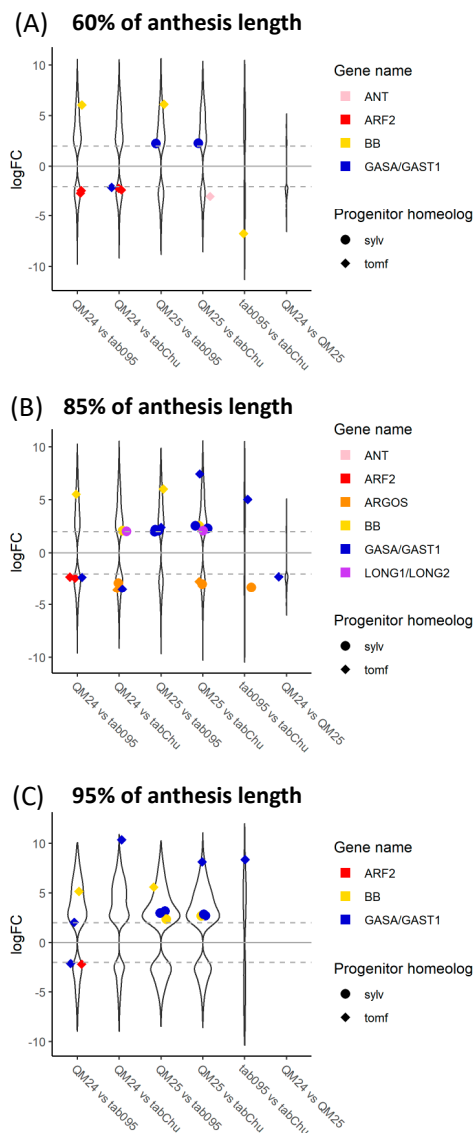 (A) 60% of anthesis length
10
5
0
-5
-10
logFC
QM24 vs tab095
QM24 vs tabChu
QM25 vs tab095
QM25 vs tabChu
tab095 vs tabChu
QM24 vs QM25
Gene name
ANT
ARF2
BB
GASA/GAST1
Progenitor homeolog
sylv
tomf
(B) 85% of anthesis length
10
5
0
-5
-10
logFC
QM24 vs tab095
QM24 vs tabChu
QM25 vs tab095
QM25 vs tabChu
tab095 vs tabChu
QM24 vs QM25
Gene name
ANT
ARF2
ARGOS
BB
GASA/GAST1
LONG1/LONG2
Progenitor homeolog
sylv
tomf
(C) 95% of anthesis length
10
5
0
-5
-10
logFC
QM24 vs tab095
QM24 vs tabChu
QM25 vs tab095
QM25 vs tabChu
tab095 vs tabChu
QM24 vs QM25
Gene name
ARF2
BB
GASA/GAST1
Progenitor homeolog
sylv
tomf